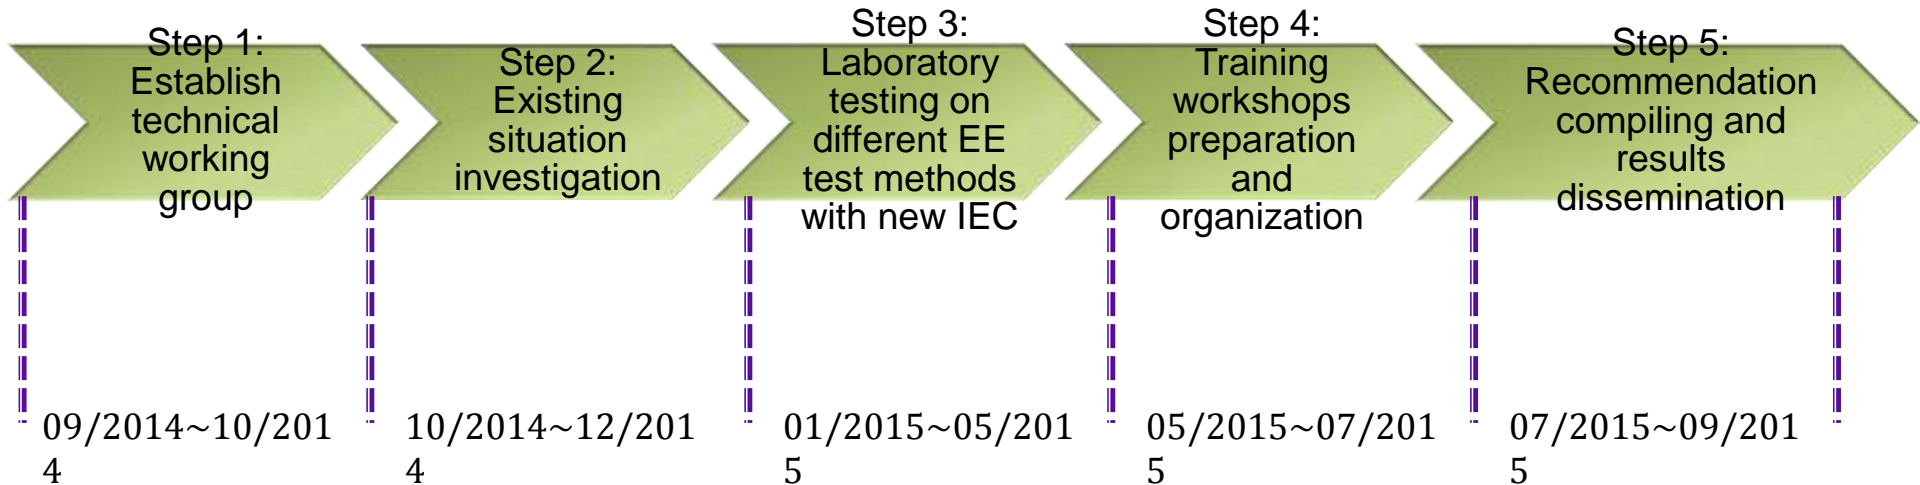 Step 1:
Establish
technical
working
group
Step 2:
Existing
situation
investigation
Step 3:
Laboratory
testing on
different EE
test methods
with new IEC
Step 4:
Training
workshops
preparation
and
organization
Step 5:
Recommendation
compiling and
results
dissemination
09/2014~10/201
4
10/2014~12/201
4
01/2015~05/201
5
05/2015~07/201
5
07/2015~09/201
5